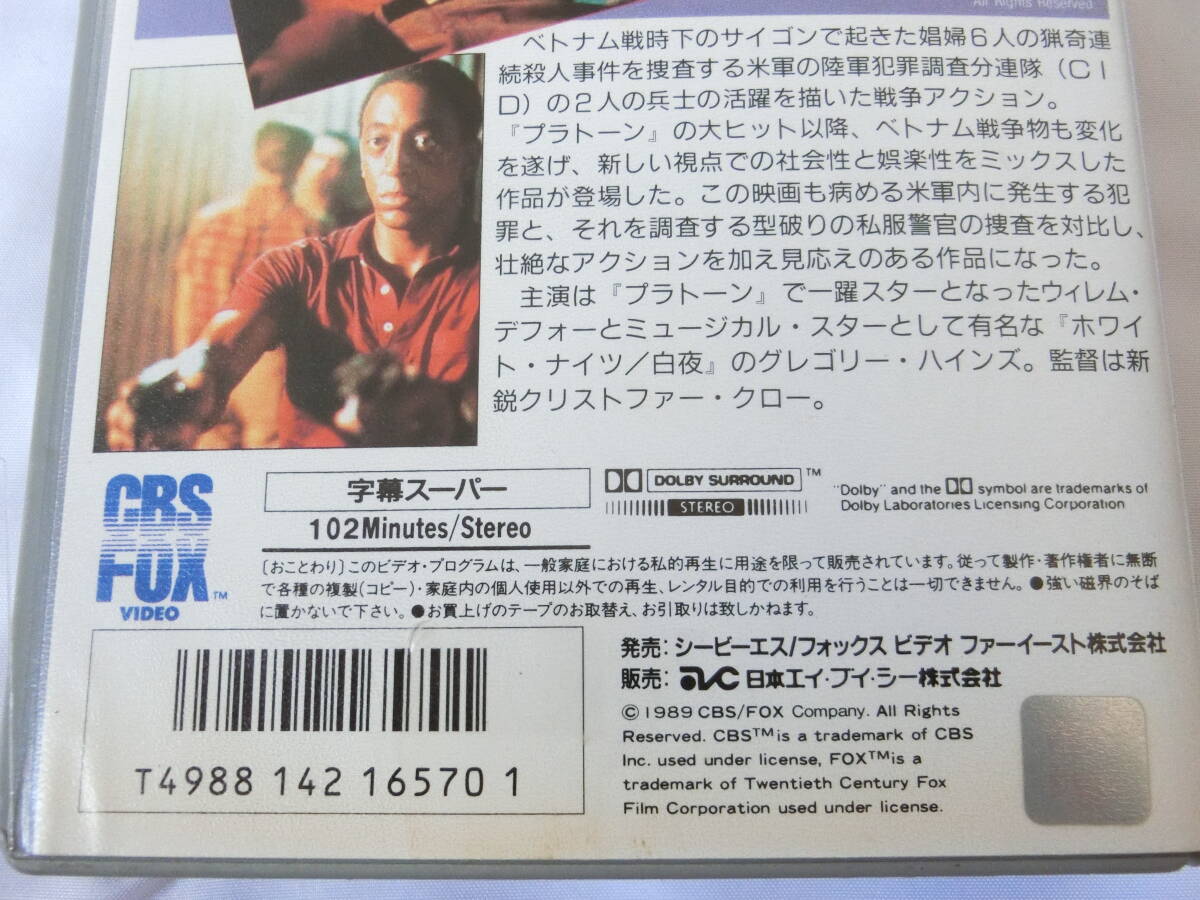 All Rights Reserved.
ベトナム戦時下のサイゴンで起きた娼婦6人の猟奇連
続殺人事件を捜査する米軍の陸軍犯罪調査分連隊（CI
D）の2人の兵士の活躍を描いた戦争アクション。
『プラトーン』の大ヒット以降、ベトナム戦争物も変化
を遂げ、新しい視点での社会性と娯楽性をミックスした
作品が登場した。この映画も病める米軍内に発生する犯
罪と、それを調査する型破りの私服警官の捜査を対比し、
壮絶なアクションを加え見応えのある作品になった。
主演は『プラトーン』で一躍スターとなったウィレム・
デフォーとミュージカル・スターとして有名な『ホワイ
ト・ナイツ／白夜』のグレゴリー・ハインズ。監督は新
鋭クリストファー・クロー。
CBS
FOX™
VIDEO
字幕スーパー
102Minutes/Stereo
DOLBY SURROUND™
STEREO
"Dolby" and the symbol are trademarks of
Dolby Laboratories Licensing Corporation
〔おことわり〕このビデオ・プログラムは、一般家庭における私的再生に用途を限って販売されています。従って製作・著作権者に無断
で各種の複製(コピー)・家庭内の個人使用以外での再生、レンタル目的での利用を行うことは一切できません。●強い磁界のそば
に置かないで下さい。●お買上げのテープのお取替え、お引取りは致しかねます。
T4988 142 16570 1
発売: シービーエス/フォックス ビデオ ファーイースト株式会社
販売: AVC 日本エイ・ブイ・シー株式会社
© 1989 CBS/FOX Company. All Rights
Reserved. CBS™ is a trademark of CBS
Inc. used under license, FOX™ is a
trademark of Twentieth Century Fox
Film Corporation used under license.